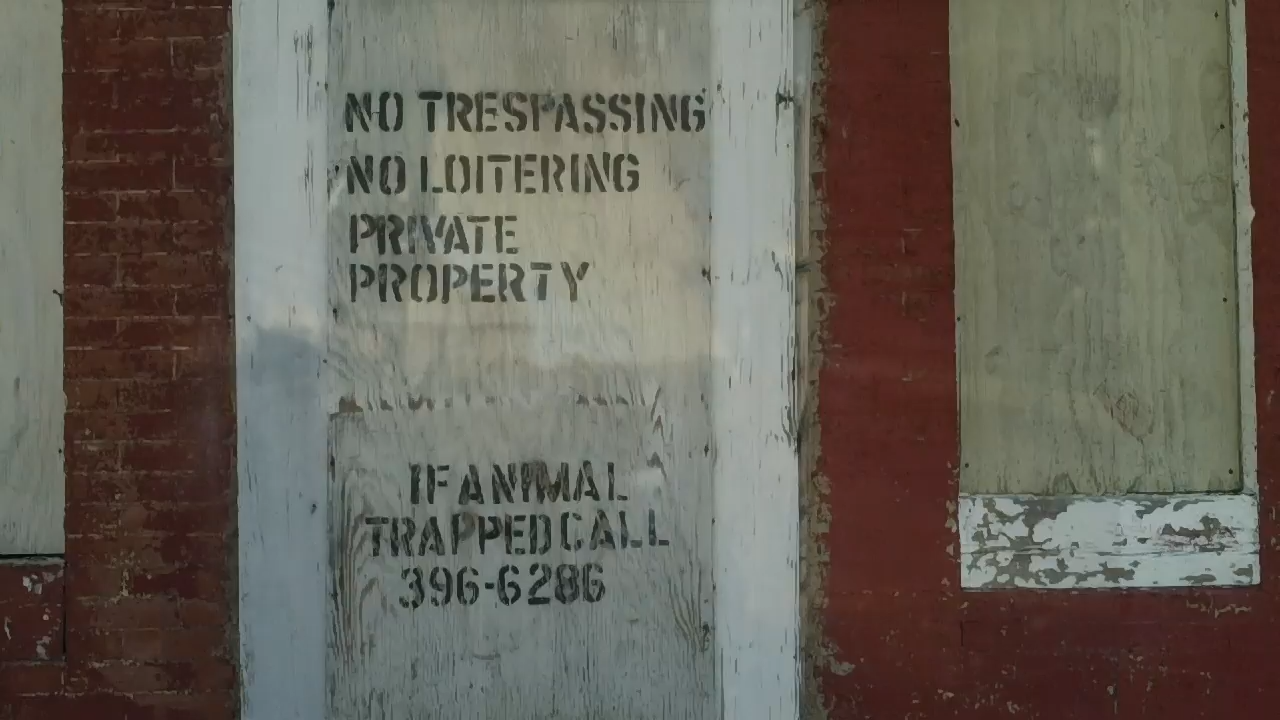 NO TRESPASSING
NO LOITERING
PRIVATE
PROPERTY
IF ANIMAL
TRAPPED CALL
396-6286